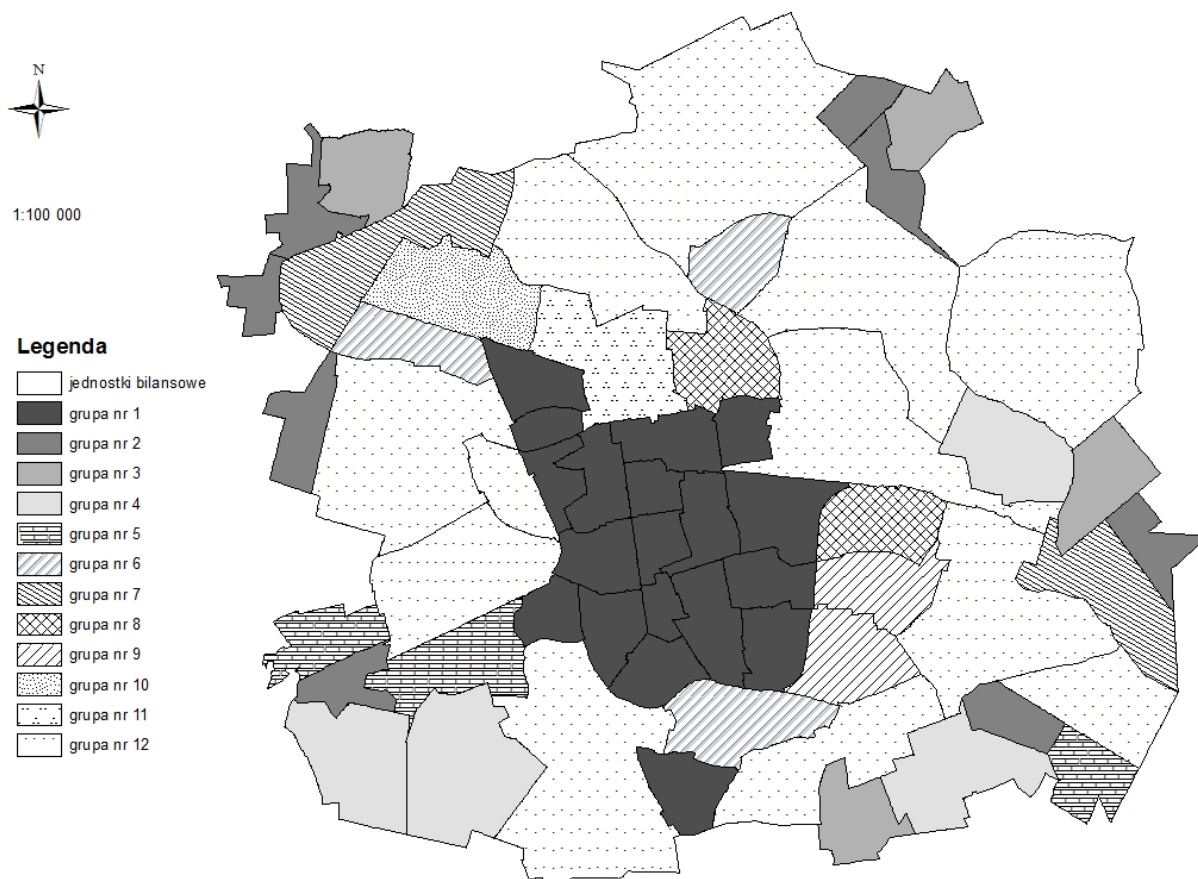 N
1:100 000
Legenda
jednostki bilansowe
grupa nr 1
grupa nr 2
grupa nr 3
grupa nr 4
grupa nr 5
grupa nr 6
grupa nr 7
grupa nr 8
grupa nr 9
grupa nr 10
grupa nr 11
grupa nr 12